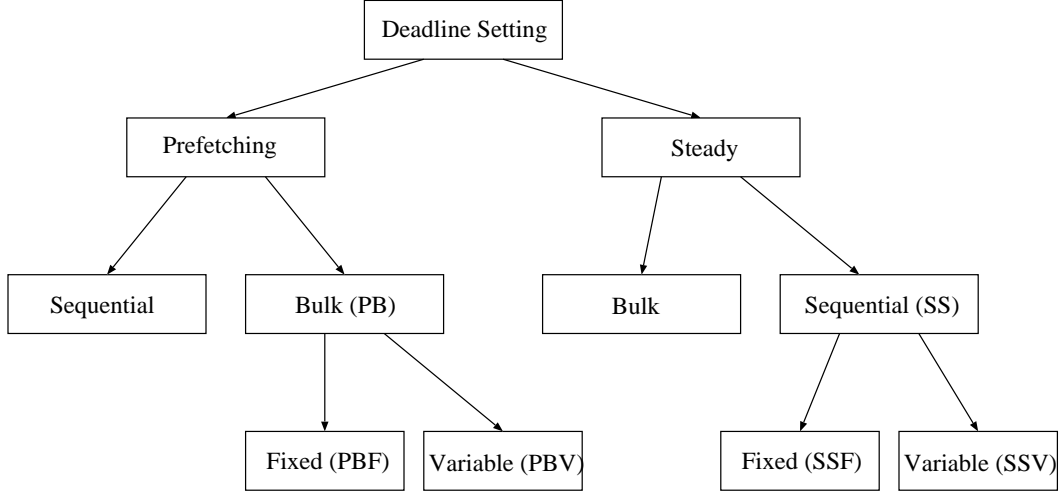 Deadline Setting
Prefetching
Steady
Sequential
Bulk (PB)
Bulk
Sequential (SS)
Fixed (PBF)
Variable (PBV)
Fixed (SSF)
Variable (SSV)